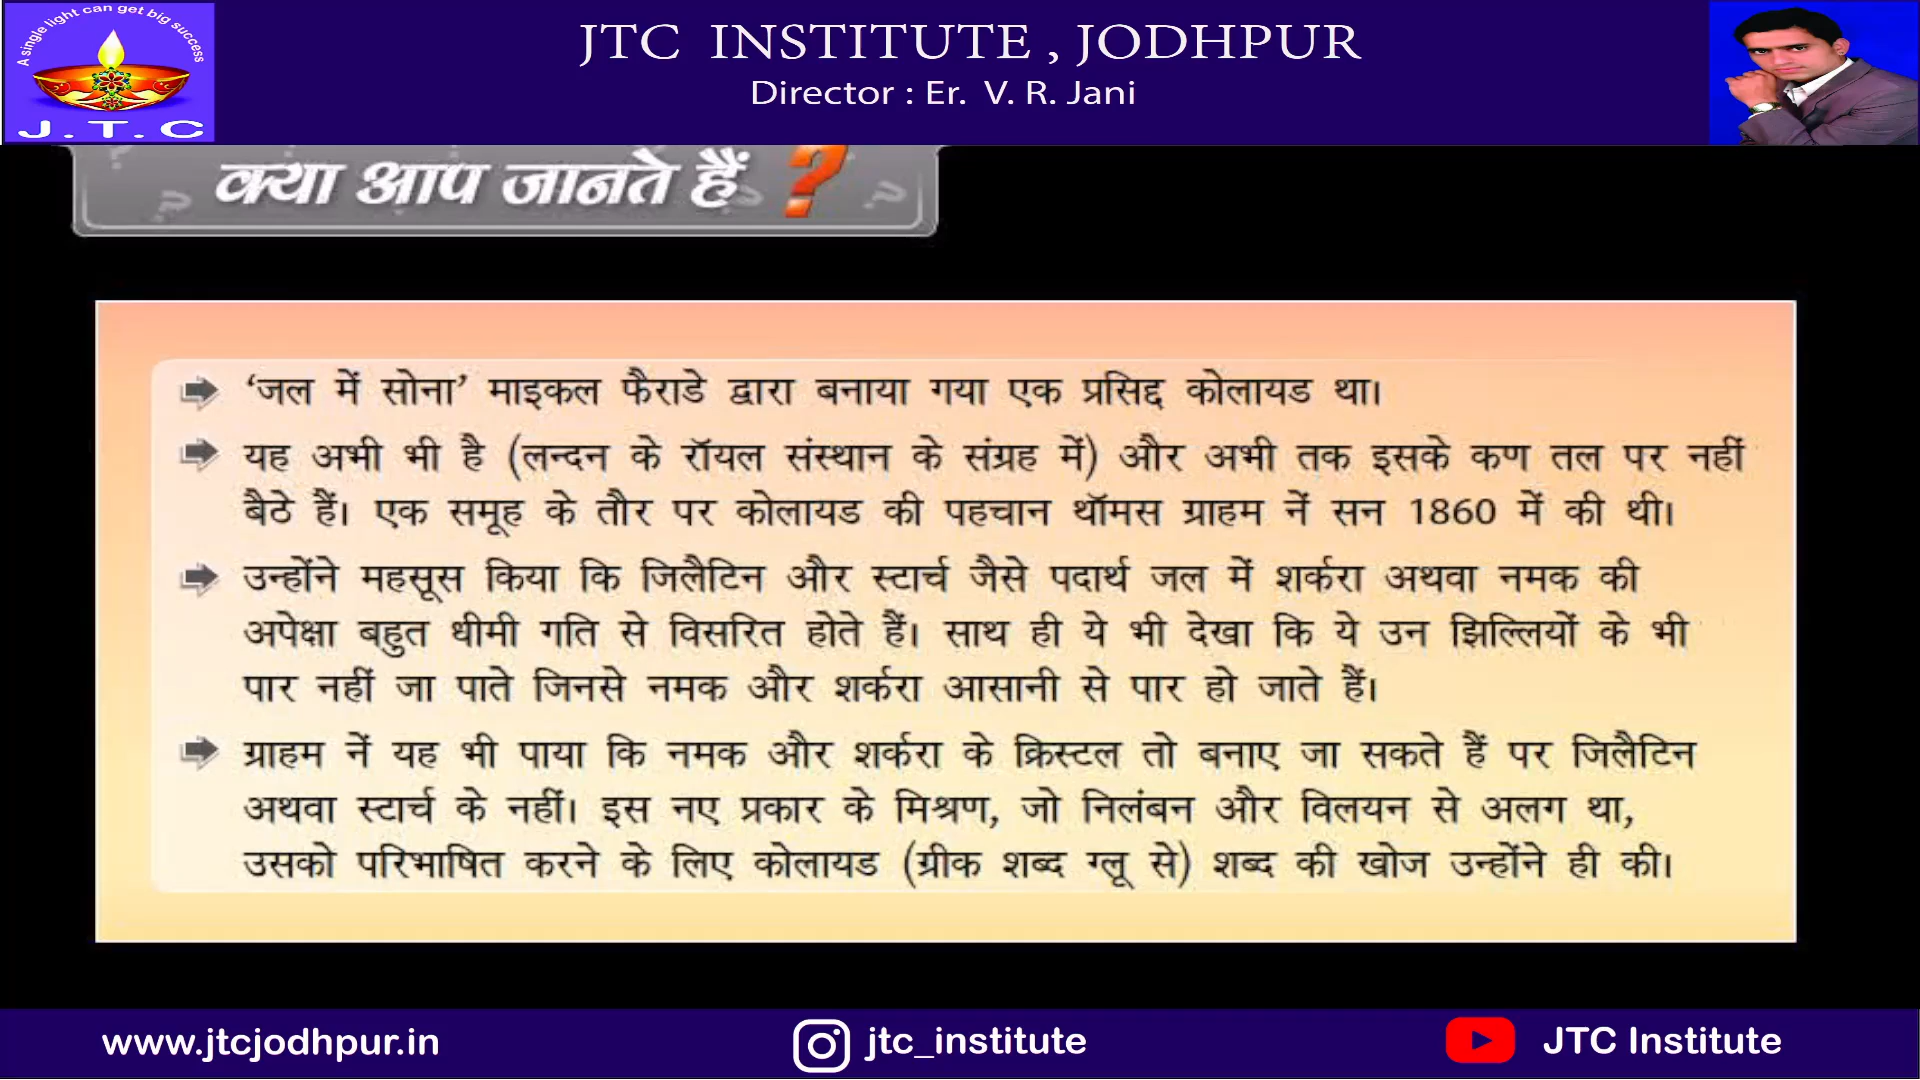 A single light can get big success
J.T.C
JTC INSTITUTE , JODHPUR
Director : Er. V. R. Jani
क्या आप जानते हैं ?
‘जल में सोना’ माइकल फैराडे द्वारा बनाया गया एक प्रसिद्द कोलायड था।
यह अभी भी है (लन्दन के रॉयल संस्थान के संग्रह में) और अभी तक इसके कण तल पर नहीं
बैठे हैं। एक समूह के तौर पर कोलायड की पहचान थॉमस ग्राहम नें सन 1860 में की थी।
उन्होंने महसूस किया कि जिलैटिन और स्टार्च जैसे पदार्थ जल में शर्करा अथवा नमक की
अपेक्षा बहुत धीमी गति से विसरित होते हैं। साथ ही ये भी देखा कि ये उन झिल्लियों के भी
पार नहीं जा पाते जिनसे नमक और शर्करा आसानी से पार हो जाते हैं।
ग्राहम नें यह भी पाया कि नमक और शर्करा के क्रिस्टल तो बनाए जा सकते हैं पर जिलैटिन
अथवा स्टार्च के नहीं। इस नए प्रकार के मिश्रण, जो निलंबन और विलयन से अलग था,
उसको परिभाषित करने के लिए कोलायड (ग्रीक शब्द ग्लू से) शब्द की खोज उन्होंने ही की।
www.jtcjodhpur.in
jtc_institute
JTC Institute